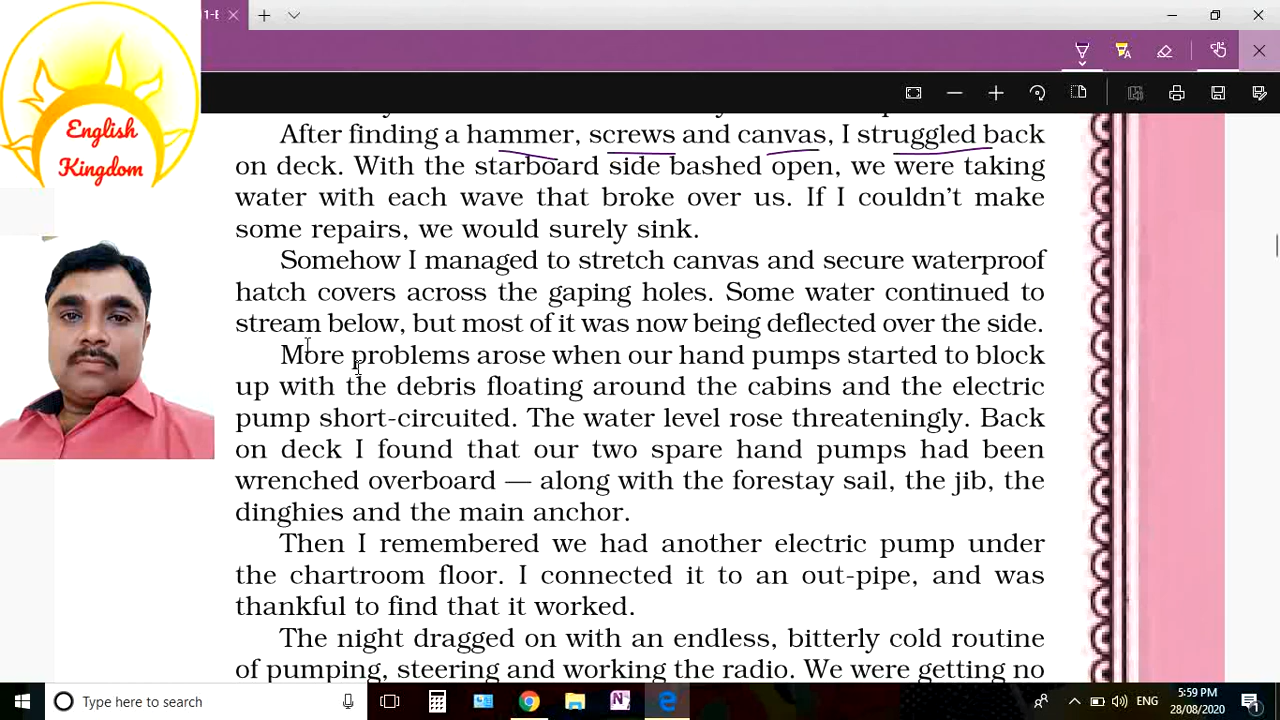 1-E
English
Kingdom
After finding a hammer, screws and canvas, I struggled back
on deck. With the starboard side bashed open, we were taking
water with each wave that broke over us. If I couldn't make
some repairs, we would surely sink.
Somehow I managed to stretch canvas and secure waterproof
hatch covers across the gaping holes. Some water continued to
stream below, but most of it was now being deflected over the side.
More problems arose when our hand pumps started to block
up with the debris floating around the cabins and the electric
pump short-circuited. The water level rose threateningly. Back
on deck I found that our two spare hand pumps had been
wrenched overboard — along with the forestay sail, the jib, the
dinghies and the main anchor.
Then I remembered we had another electric pump under
the chartroom floor. I connected it to an out-pipe, and was
thankful to find that it worked.
The night dragged on with an endless, bitterly cold routine
of pumping, steering and working the radio. We were getting no
Type here to search
ENG
5:59 PM
28/08/2020